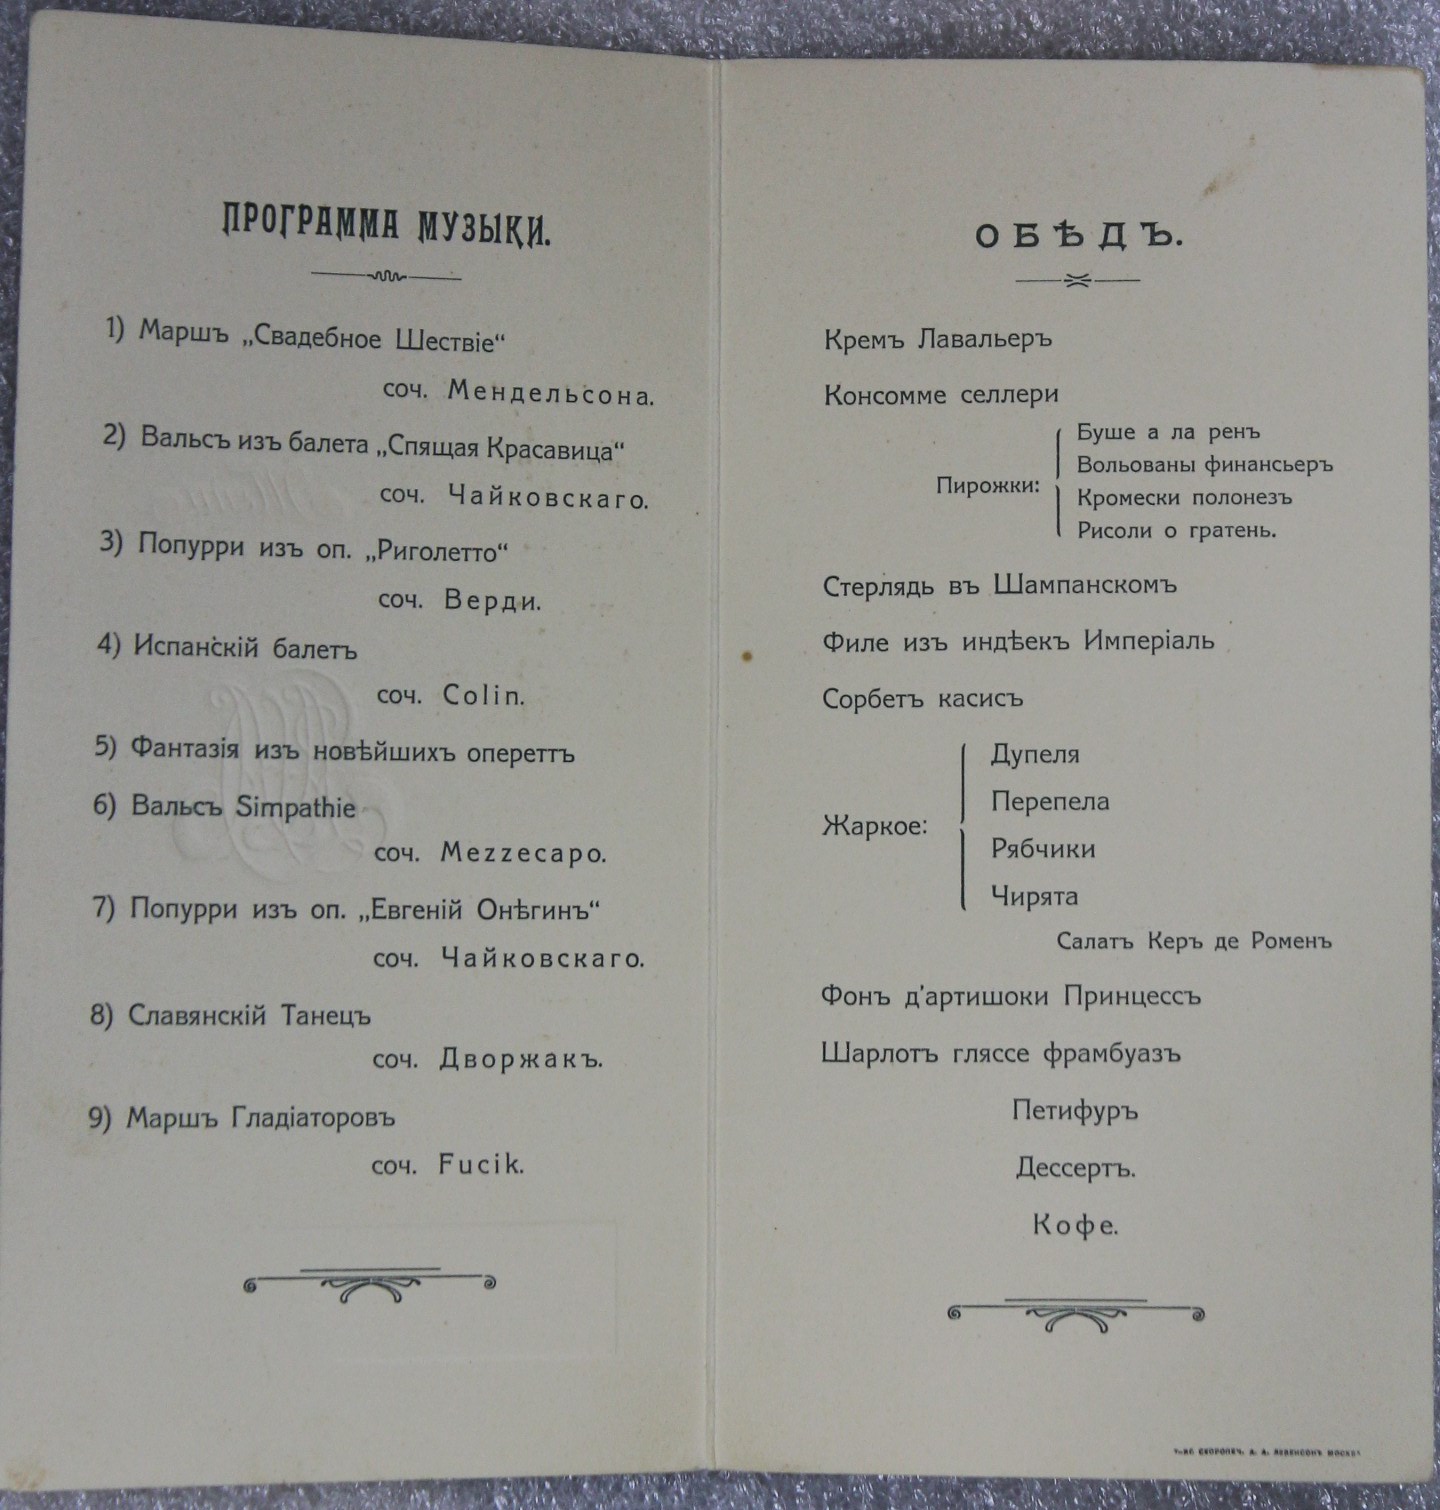 ПРОГРАММА МУЗЫКИ.
1) Маршъ „Свадебное Шествіе“
соч. Мендельсона.
2) Вальсъ изъ балета „Спящая Красавица“
соч. Чайковскаго.
3) Попурри изъ оп. „Риголетто“
соч. Верди.
4) Испанскій балетъ
соч. Colin.
5) Фантазія изъ новѣйшихъ опереттъ
6) Вальсъ Simpathie
соч. Mezzecapo.
7) Попурри изъ оп. „Евгеній Онѣгинъ“
соч. Чайковскаго.
8) Славянскій Танецъ
соч. Дворжакъ.
9) Маршъ Гладіаторовъ
соч. Fucik.
ОБѢДЪ.
Кремъ Лавальеръ
Консомме селлери
Пирожки:
Буше а ла ренъ
Вольованы финансьеръ
Кромески полонезъ
Рисоли о гратень.
Стерлядь въ Шампанскомъ
Филе изъ индѣекъ Имперіаль
Сорбетъ касисъ
Жаркое:
Дупеля
Перепела
Рябчики
Чирята
Салатъ Керъ де Роменъ
Фонъ д’артишоки Принцессъ
Шарлотъ гляссе фрамбуазъ
Петифуръ
Дессертъ.
Кофе.
СКОРОПЕЧ. А. А. ЛЕВЕНСОНЪ МОСКВА